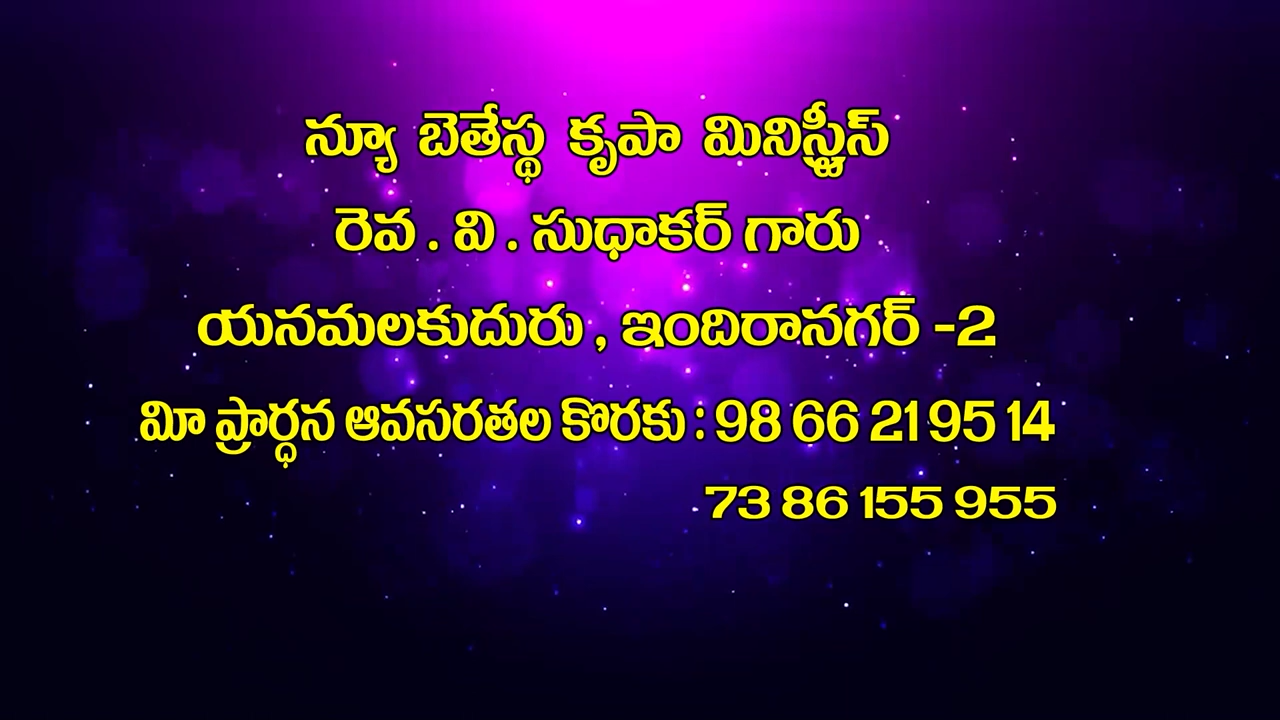 న్యూ బెతేస్థ కృపా మినిస్ట్రీస్
రెవ . వి . సుధాకర్ గారు
యనమలకుదురు , ఇందిరానగర్ -2
మీ ప్రార్ధన ఆవసరతల కొరకు : 98 66 21 95 14
73 86 155 955